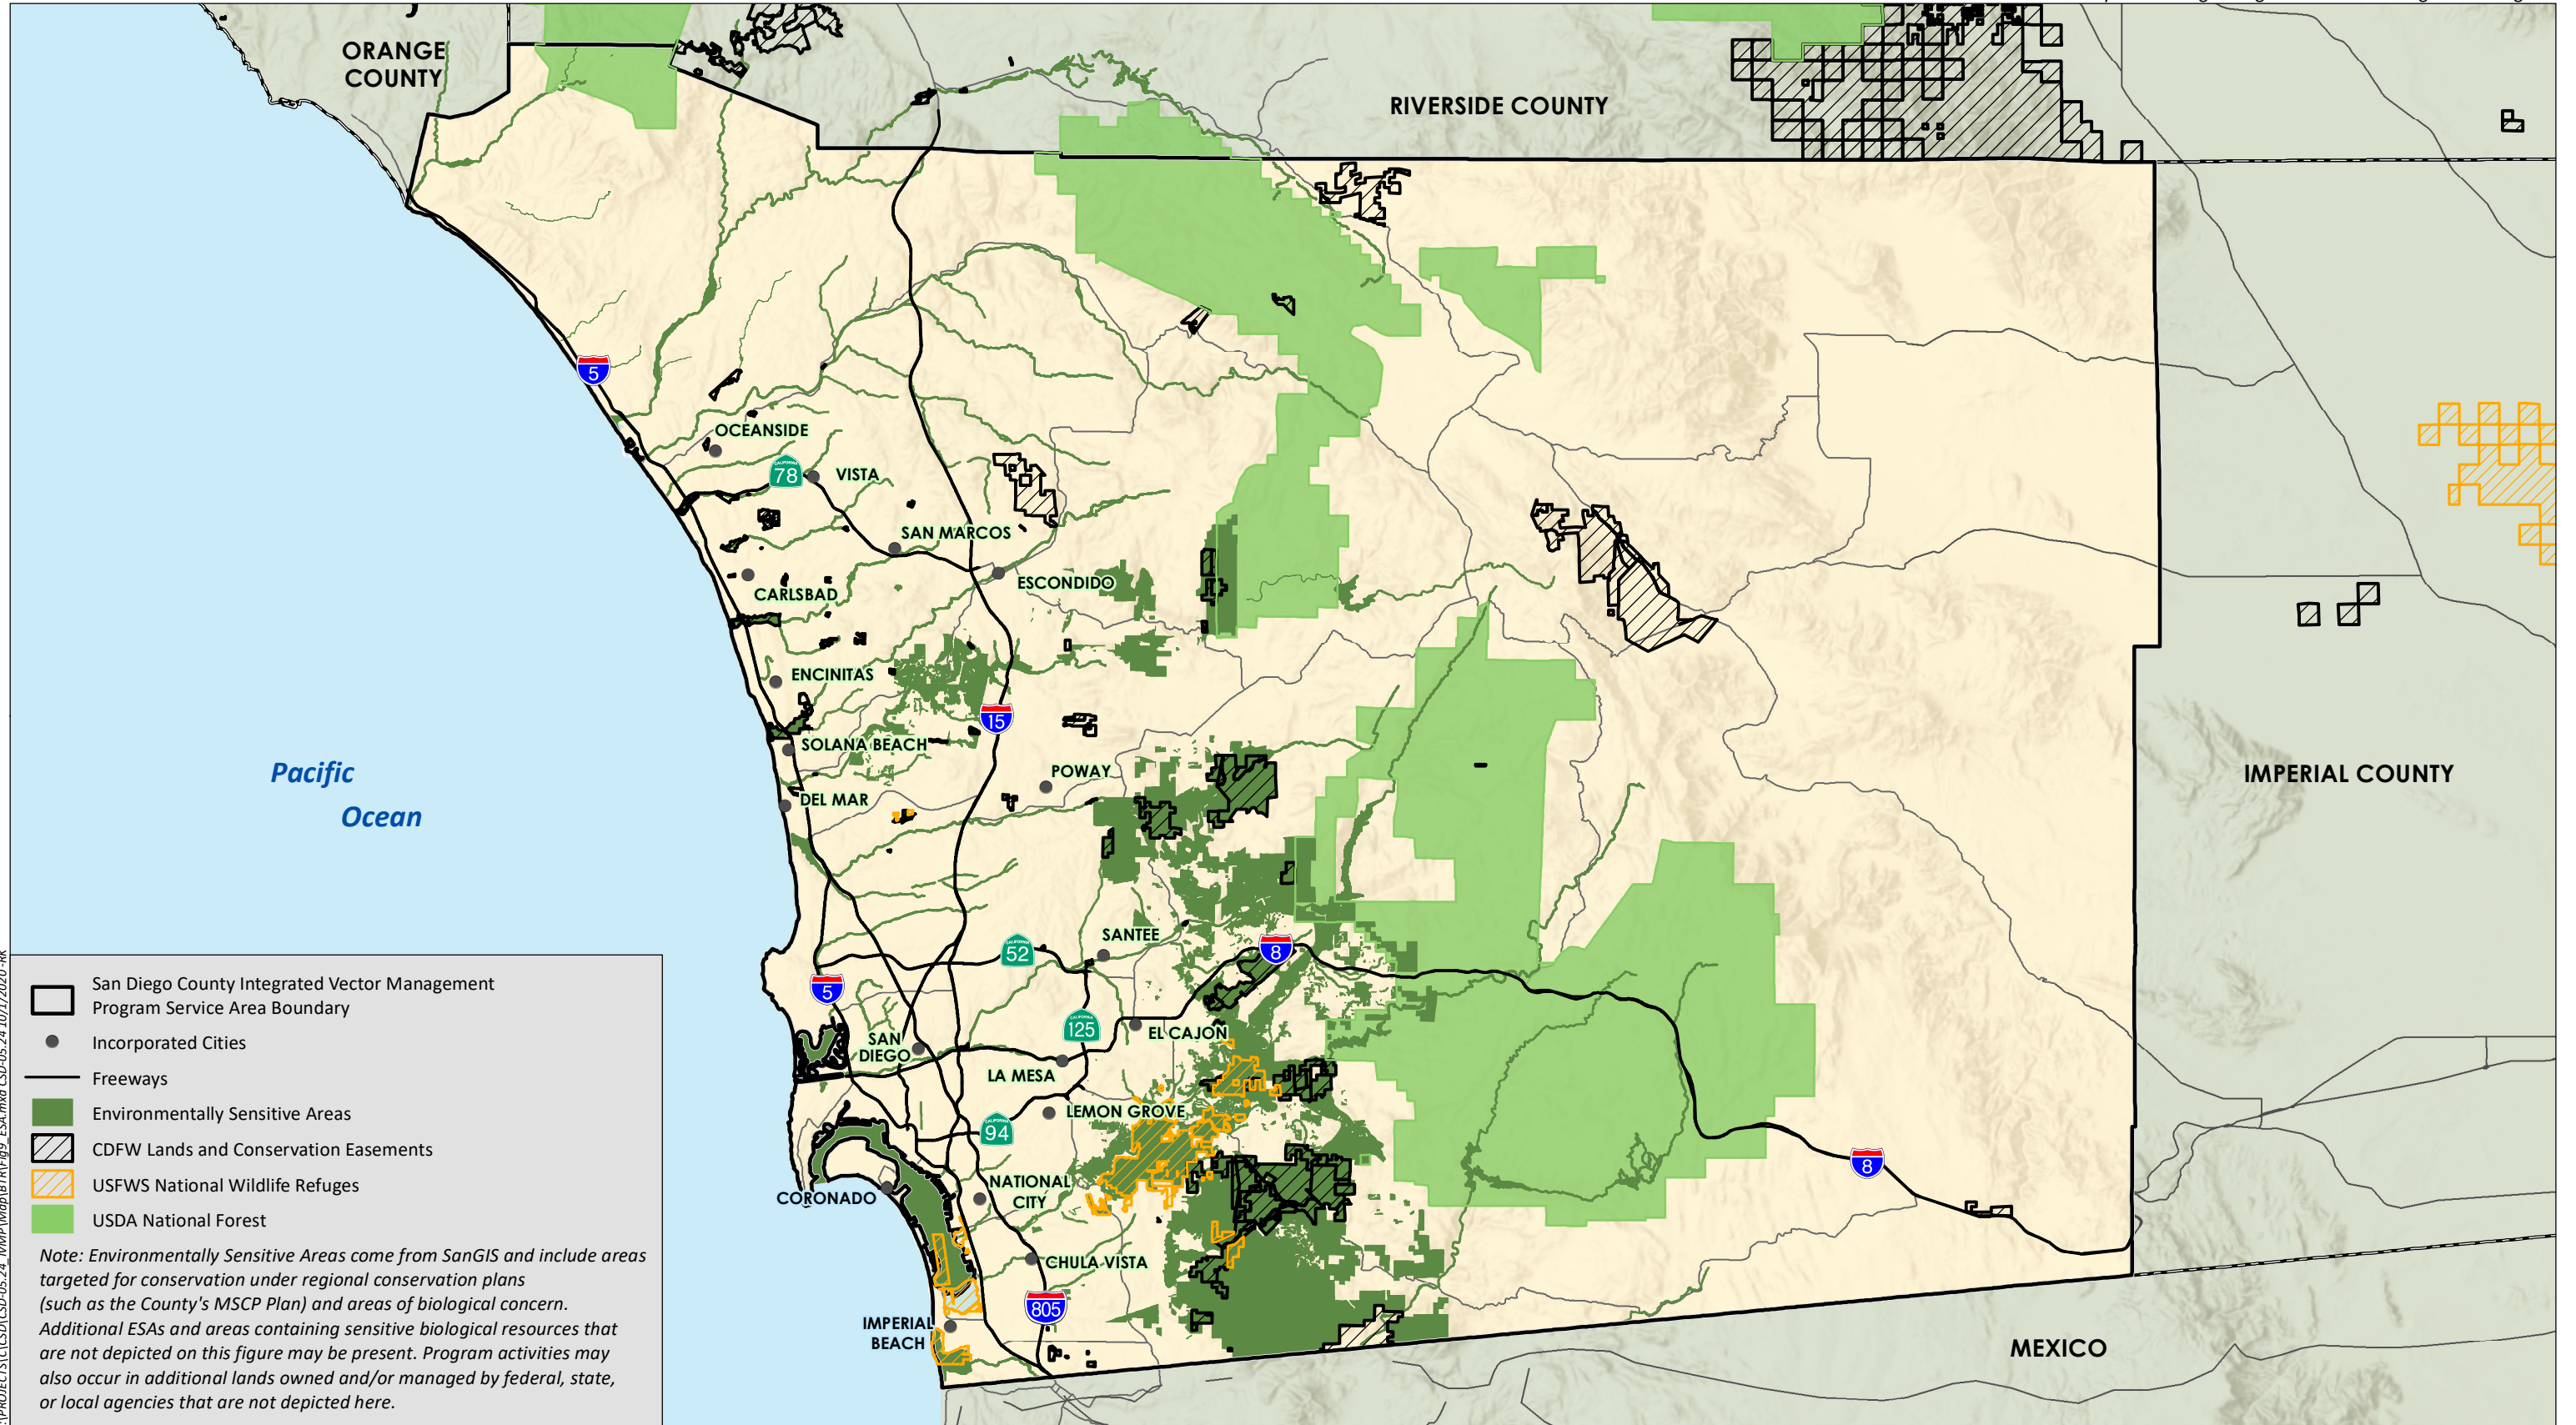 ORANGE
COUNTY
RIVERSIDE COUNTY
5
OCEANSIDE
78
VISTA
SAN MARCOS
ESCONDIDO
CARLSBAD
ENCINITAS
15
SOLANA BEACH
POWAY
DEL MAR
Pacific
Ocean
IMPERIAL COUNTY
SANTEE
52
8
5
125
EL CAJON
SAN
DIEGO
LA MESA
LEMON GROVE
94
8
NATIONAL
CITY
CORONADO
CHULA VISTA
805
IMPERIAL
BEACH
MEXICO
San Diego County Integrated Vector Management
Program Service Area Boundary
Incorporated Cities
Freeways
Environmentally Sensitive Areas
CDFW Lands and Conservation Easements
USFWS National Wildlife Refuges
USDA National Forest
Note: Environmentally Sensitive Areas come from SanGIS and include areas
targeted for conservation under regional conservation plans
(such as the County's MSCP Plan) and areas of biological concern.
Additional ESAs and areas containing sensitive biological resources that
are not depicted on this figure may be present. Program activities may
also occur in additional lands owned and/or managed by federal, state,
or local agencies that are not depicted here.